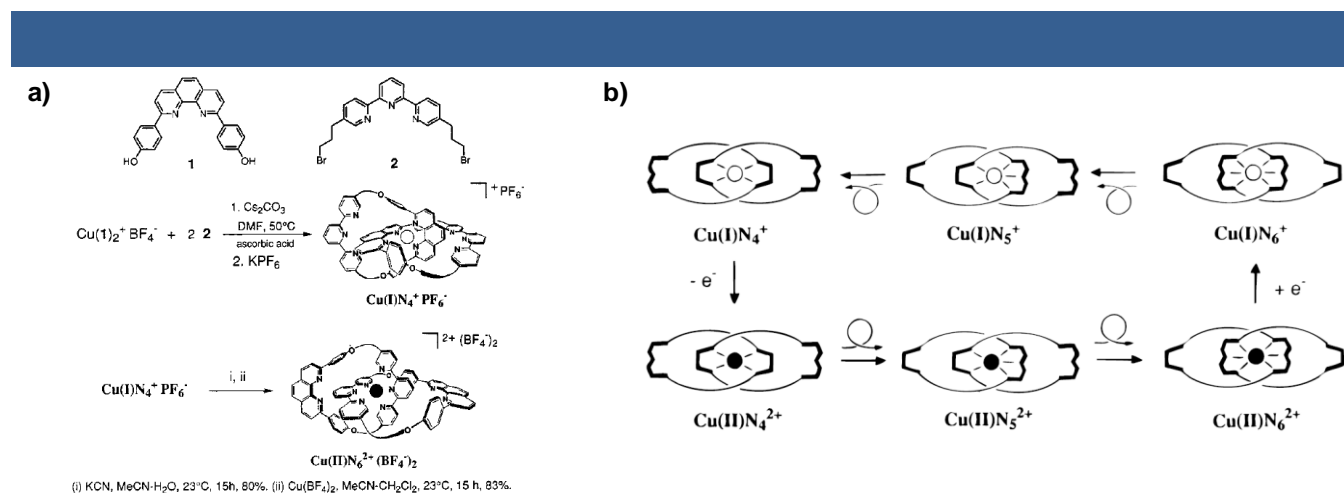 a)
N
N
OH
1
OH
N
N
N
Br
2
Br
Cu(1)₂⁺ BF₄⁻ + 2 2
1. Cs₂CO₃
DMF, 50°C
ascorbic acid
2. KPF₆
+ PF₆⁻
Cu(I)N₄⁺ PF₆⁻
Cu(I)N₄⁺ PF₆⁻
i, ii
2+ (BF₄⁻)₂
Cu(II)N₆²⁺ (BF₄⁻)₂
(i) KCN, MeCN-H₂O, 23°C, 15h, 80%. (ii) Cu(BF₄)₂, MeCN-CH₂Cl₂, 23°C, 15 h, 83%.
b)
Cu(I)N₄⁺
Cu(I)N₅⁺
Cu(I)N₆⁺
- e⁻
+ e⁻
Cu(II)N₄²⁺
Cu(II)N₅²⁺
Cu(II)N₆²⁺